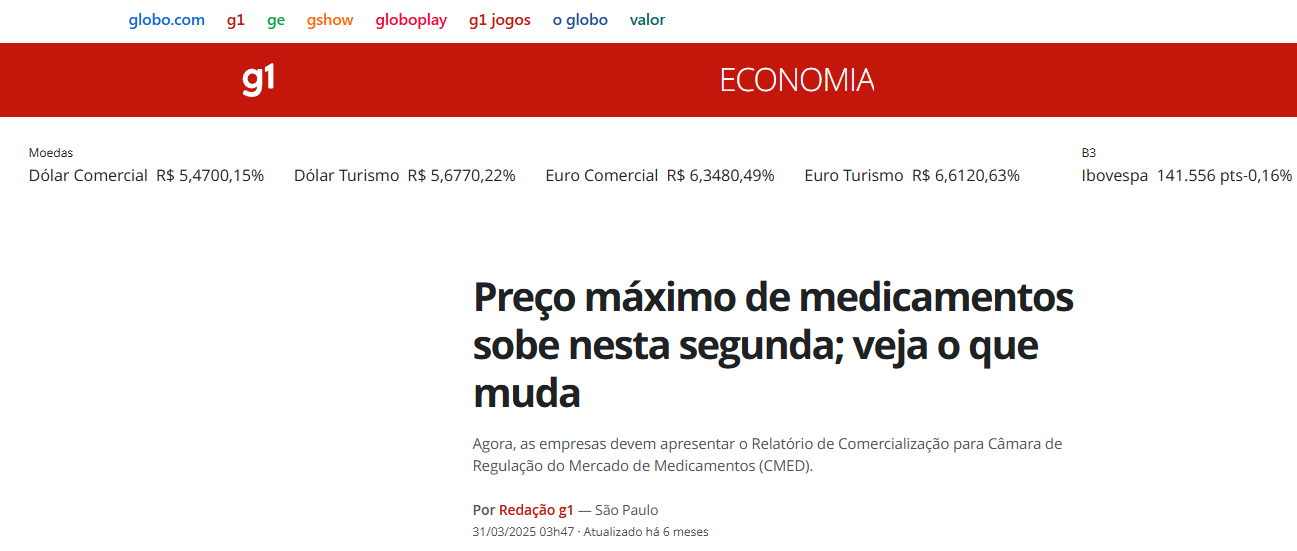 globo.com g1 ge gshow globoplay g1 jogos o globo valor
g1 ECONOMIA
Moedas B3
Dólar Comercial R$ 5,4700,15% Dólar Turismo R$ 5,6770,22% Euro Comercial R$ 6,3480,49% Euro Turismo R$ 6,6120,63% Ibovespa 141.556 pts-0,16%
Preço máximo de medicamentos
sobe nesta segunda; veja o que
muda
Agora, as empresas devem apresentar o Relatório de Comercialização para Câmara de
Regulação do Mercado de Medicamentos (CMED).
Por Redação g1 — São Paulo
31/03/2025 03h47 · Atualizado há 6 meses